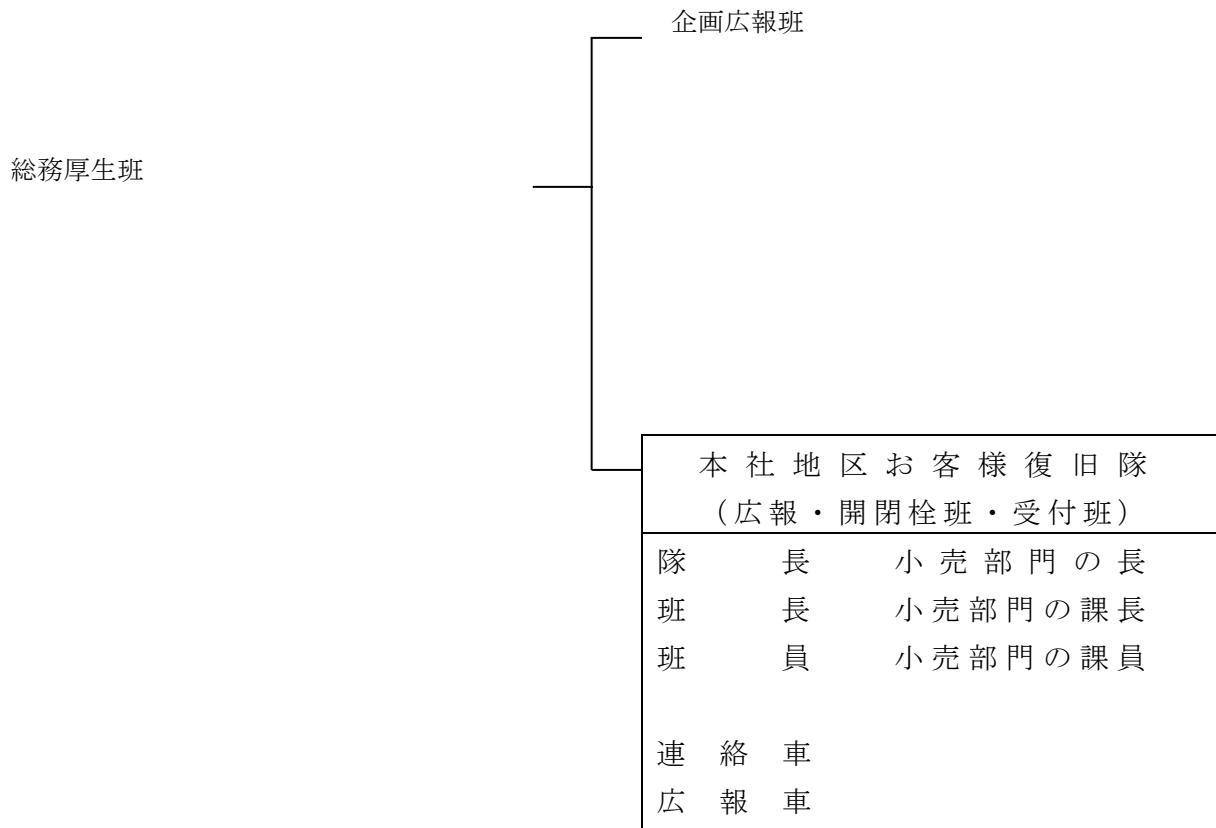 企画広報班
総務厚生班
本社地区お客様復旧隊
(広報・開閉栓班・受付班)
隊長 小売部門の長
班長 小売部門の課長
班員 小売部門の課員
連絡車
広報車